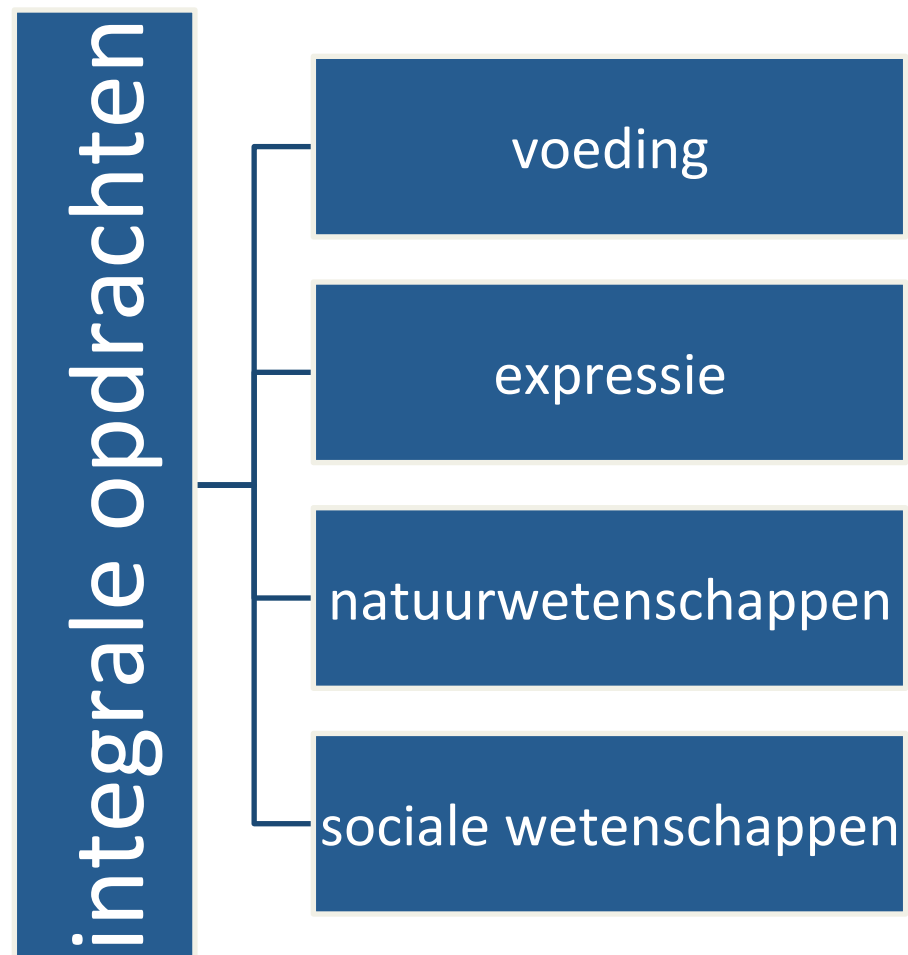 integrale opdrachten
voeding
expressie
natuurwetenschappen
sociale wetenschappen